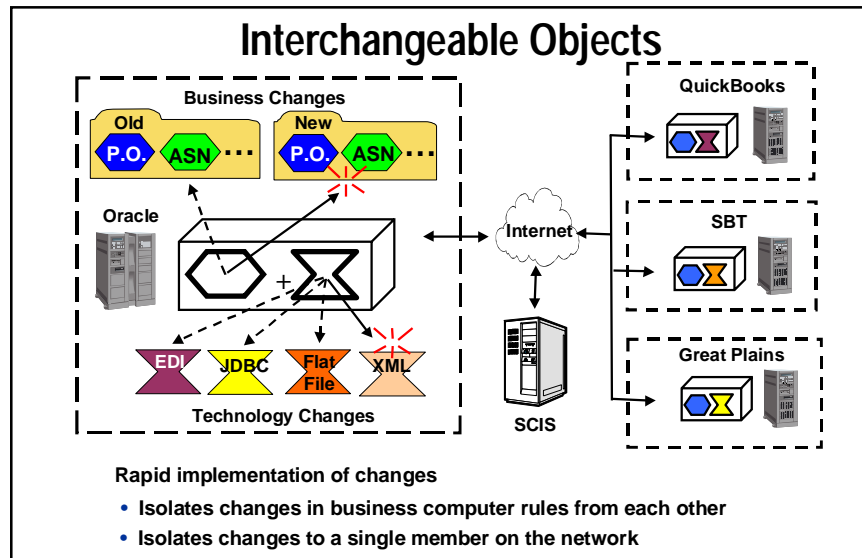 Interchangeable Objects
Business Changes
Old
P.O.
ASN
...
New
P.O.
ASN
...
Oracle
+
EDI
JDBC
Flat
File
XML
Technology Changes
Internet
SCIS
QuickBooks
SBT
Great Plains
Rapid implementation of changes
• Isolates changes in business computer rules from each other
• Isolates changes to a single member on the network